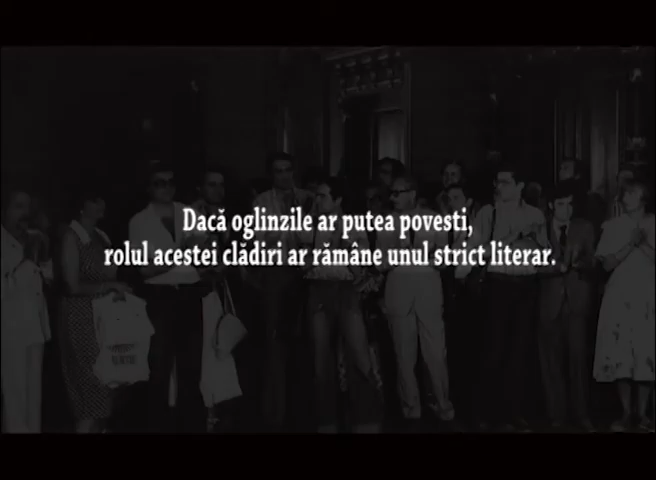 Dacă oglinzile ar putea povesti,
rolul acestei clădiri ar rămâne unul strict literar.